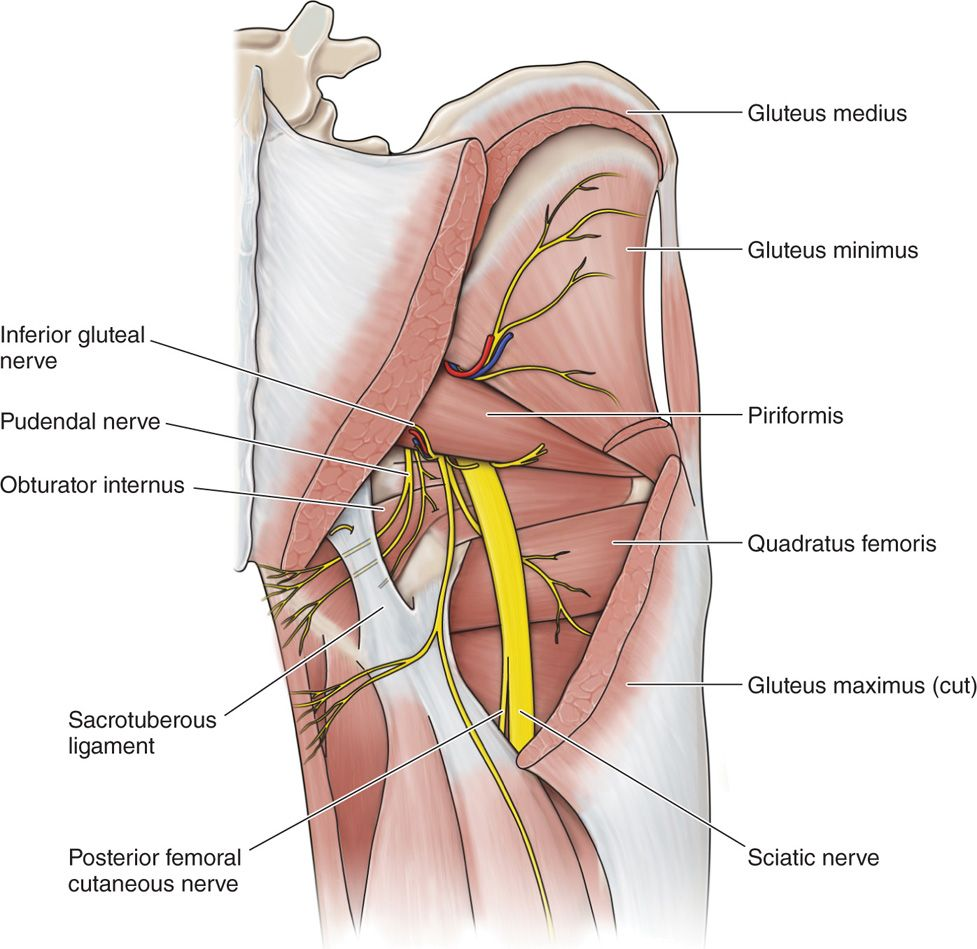 Gluteus medius
Gluteus minimus
Inferior gluteal
nerve
Piriformis
Pudendal nerve
Obturator internus
Quadratus femoris
Gluteus maximus (cut)
Sacrotuberous
ligament
Posterior femoral
cutaneous nerve
Sciatic nerve